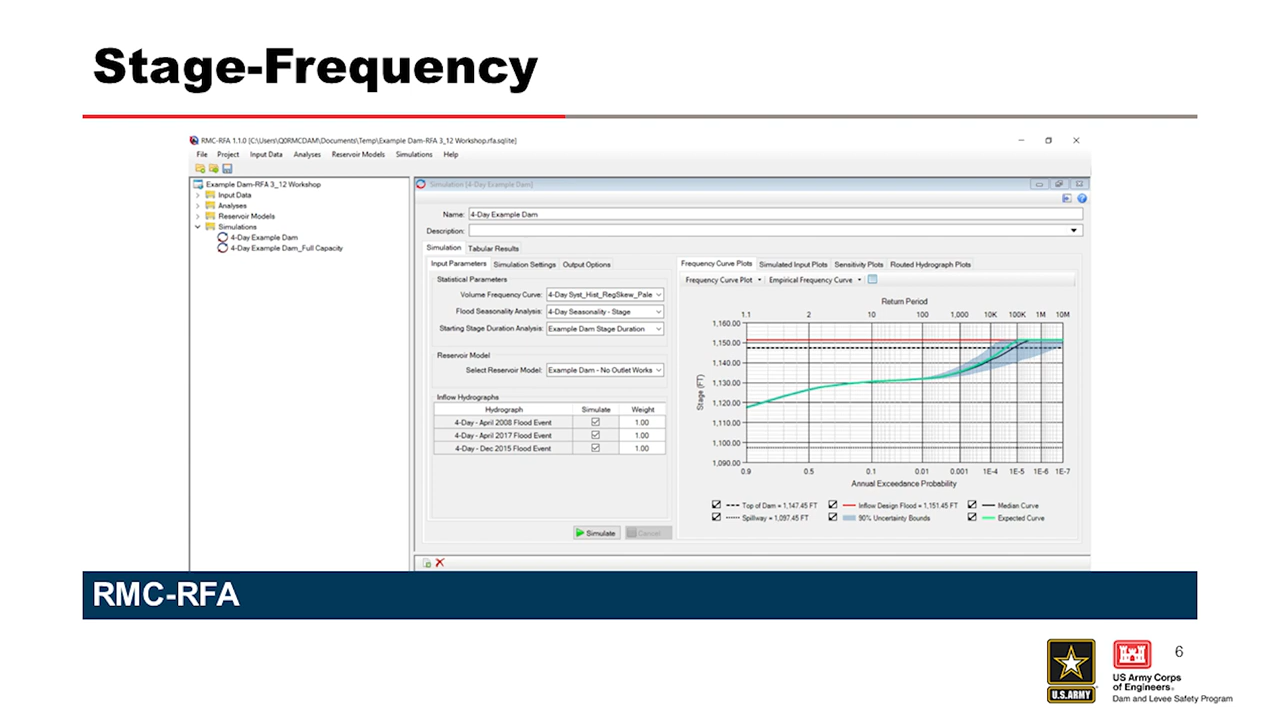 Stage-Frequency
RMC-RFA 1.1.0 [C:\Users\Q0RMCDAM\Documents\Temp\Example Dam-RFA 3_12 Workshop.rfa.sqlite]
File Project Input Data Analyses Reservoir Models Simulations Help
Example Dam-RFA 3_12 Workshop
Input Data
Analyses
Reservoir Models
Simulations
4-Day Example Dam
4-Day Example Dam_Full Capacity
Simulation [4-Day Example Dam]
Name: 4-Day Example Dam
Description:
Simulation Tabular Results
Input Parameters Simulation Settings Output Options
Statistical Parameters
Volume Frequency Curve: 4-Day Syst_Hist_RegSkew_Pale
Flood Seasonality Analysis: 4-Day Seasonality - Stage
Starting Stage Duration Analysis: Example Dam Stage Duration
Reservoir Model
Select Reservoir Model: Example Dam - No Outlet Works
Inflow Hydrographs
Hydrograph Simulate Weight
4-Day - April 2008 Flood Event 1.00
4-Day - April 2017 Flood Event 1.00
4-Day - Dec 2015 Flood Event 1.00
Simulate Cancel
Frequency Curve Plots Simulated Input Plots Sensitivity Plots Routed Hydrograph Plots
Frequency Curve Plot Empirical Frequency Curve
Return Period
1.1 2 10 100 1,000 10K 100K 1M 10M
1,160.00
1,150.00
1,140.00
1,130.00
1,120.00
1,110.00
1,100.00
1,090.00
Stage (FT)
0.9 0.5 0.1 0.01 0.001 1E-4 1E-5 1E-6 1E-7
Annual Exceedance Probability
Top of Dam = 1,147.45 FT Inflow Design Flood = 1,151.45 FT Median Curve
Spillway = 1,097.45 FT 90% Uncertainty Bounds Expected Curve
RMC-RFA
6
U.S.ARMY
US Army Corps
of Engineers®
Dam and Levee Safety Program